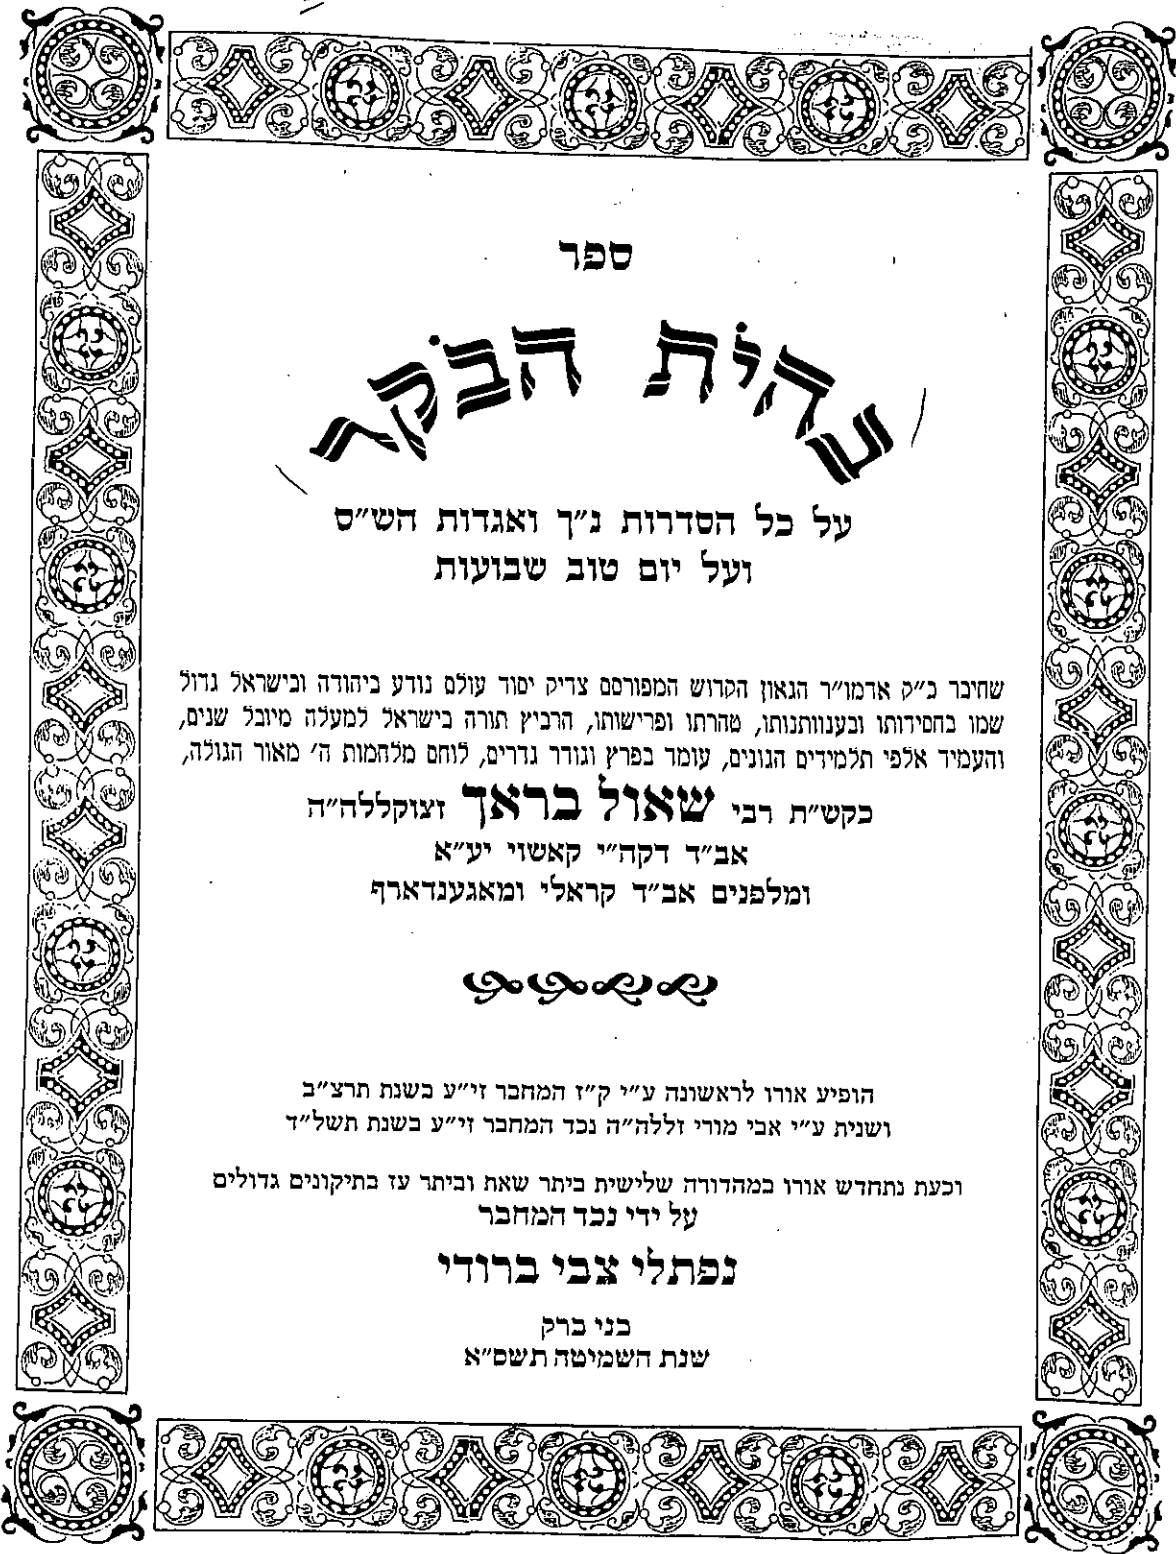 ספר
בהיֹת הבֹקר
על כל הסדרות נ״ך ואגדות הש״ס
ועל יום טוב שבועות
שחיבר כ״ק אדמו״ר הגאון הקדוש המפורסם צדיק יסוד עולם נודע ביהודה ובישראל גדול
שמו בחסידותו ובענוותנותו, טהרתו ופרישותו, הרביץ תורה בישראל למעלה מיובל שנים,
והעמיד אלפי תלמידים הגונים, עומד בפרץ וגודר גדרים, לוחם מלחמות ה׳ מאור הגולה,
בקש״ת רבי שאול בראך זצוקללה״ה
אב״ד דקה״י קאשוי יע״א
ומלפנים אב״ד קראלי ומאגענדארף
הופיע אורו לראשונה ע״י ק״ז המחבר זי״ע בשנת תרצ״ב
ושנית ע״י אבי מורי זללה״ה נכד המחבר זי״ע בשנת תשל״ד
וכעת נתחדש אורו במהדורה שלישית ביתר שאת וביתר עז בתיקונים גדולים
על ידי נכד המחבר
נפתלי צבי ברודי
בני ברק
שנת השמיטה תשס״א